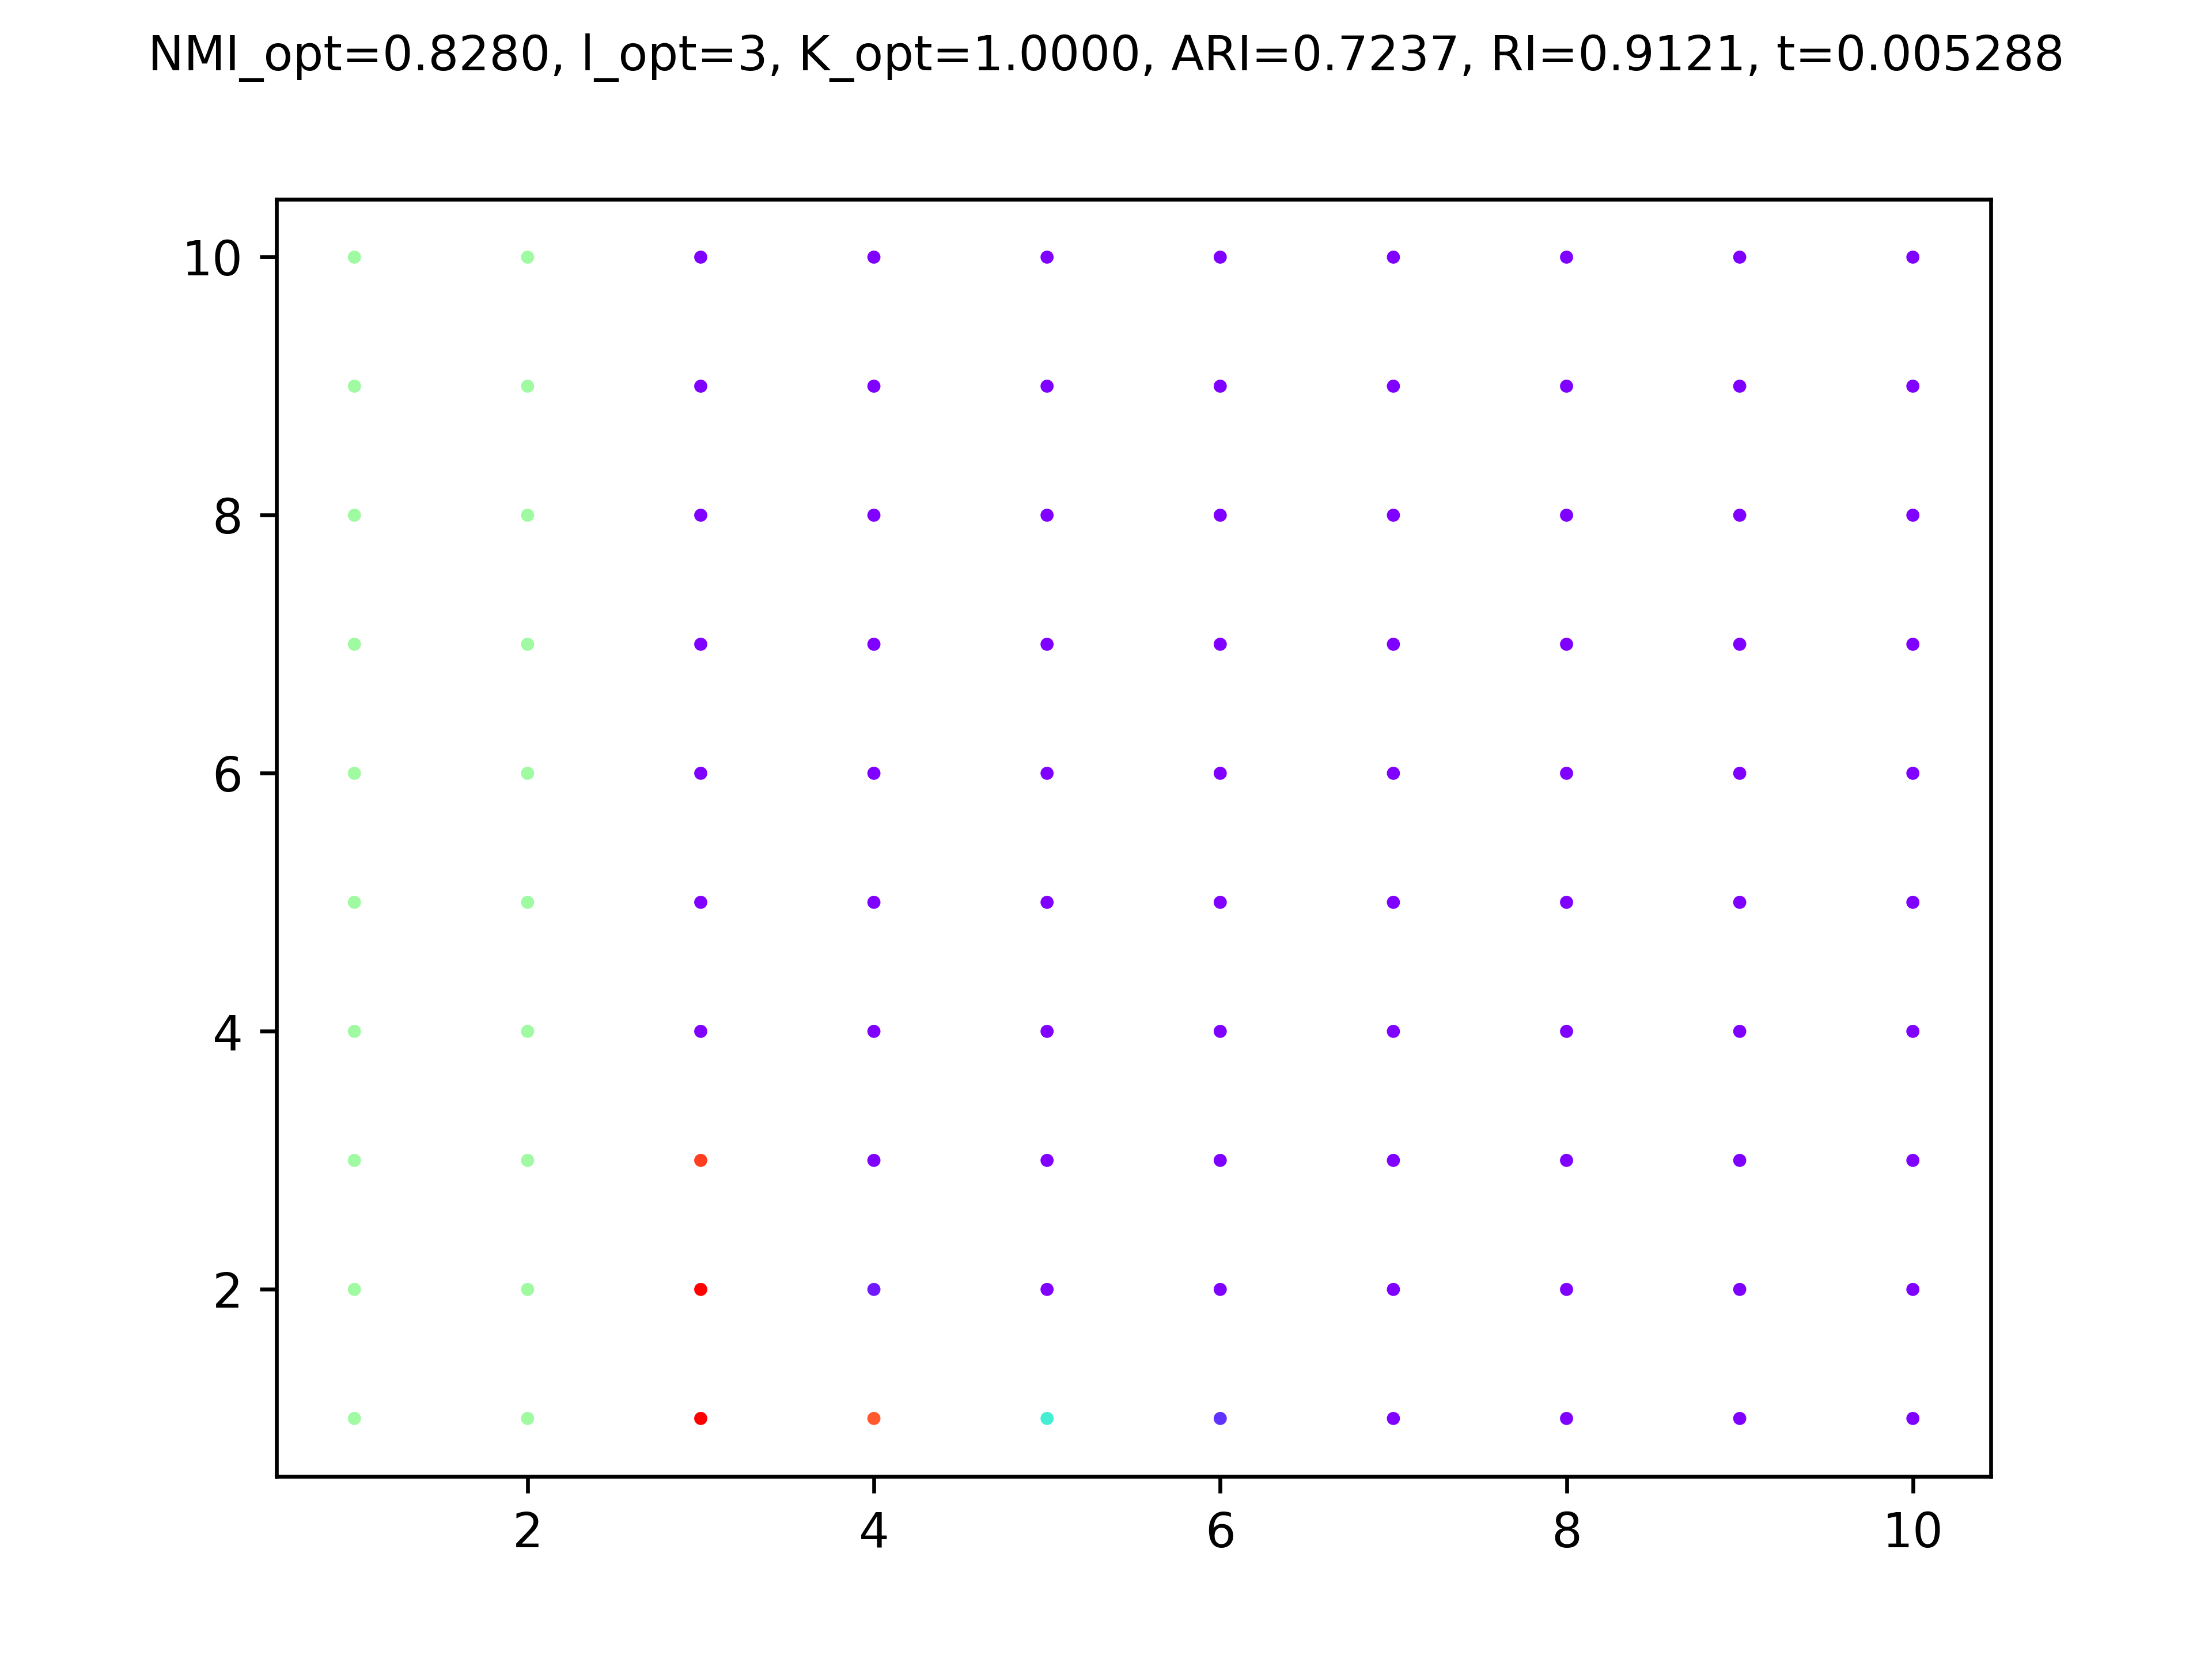 NMI_opt=0.8280, l_opt=3, K_opt=1.0000, ARI=0.7237, RI=0.9121, t=0.005288
10
8
6
4
2
2 4 6 8 10